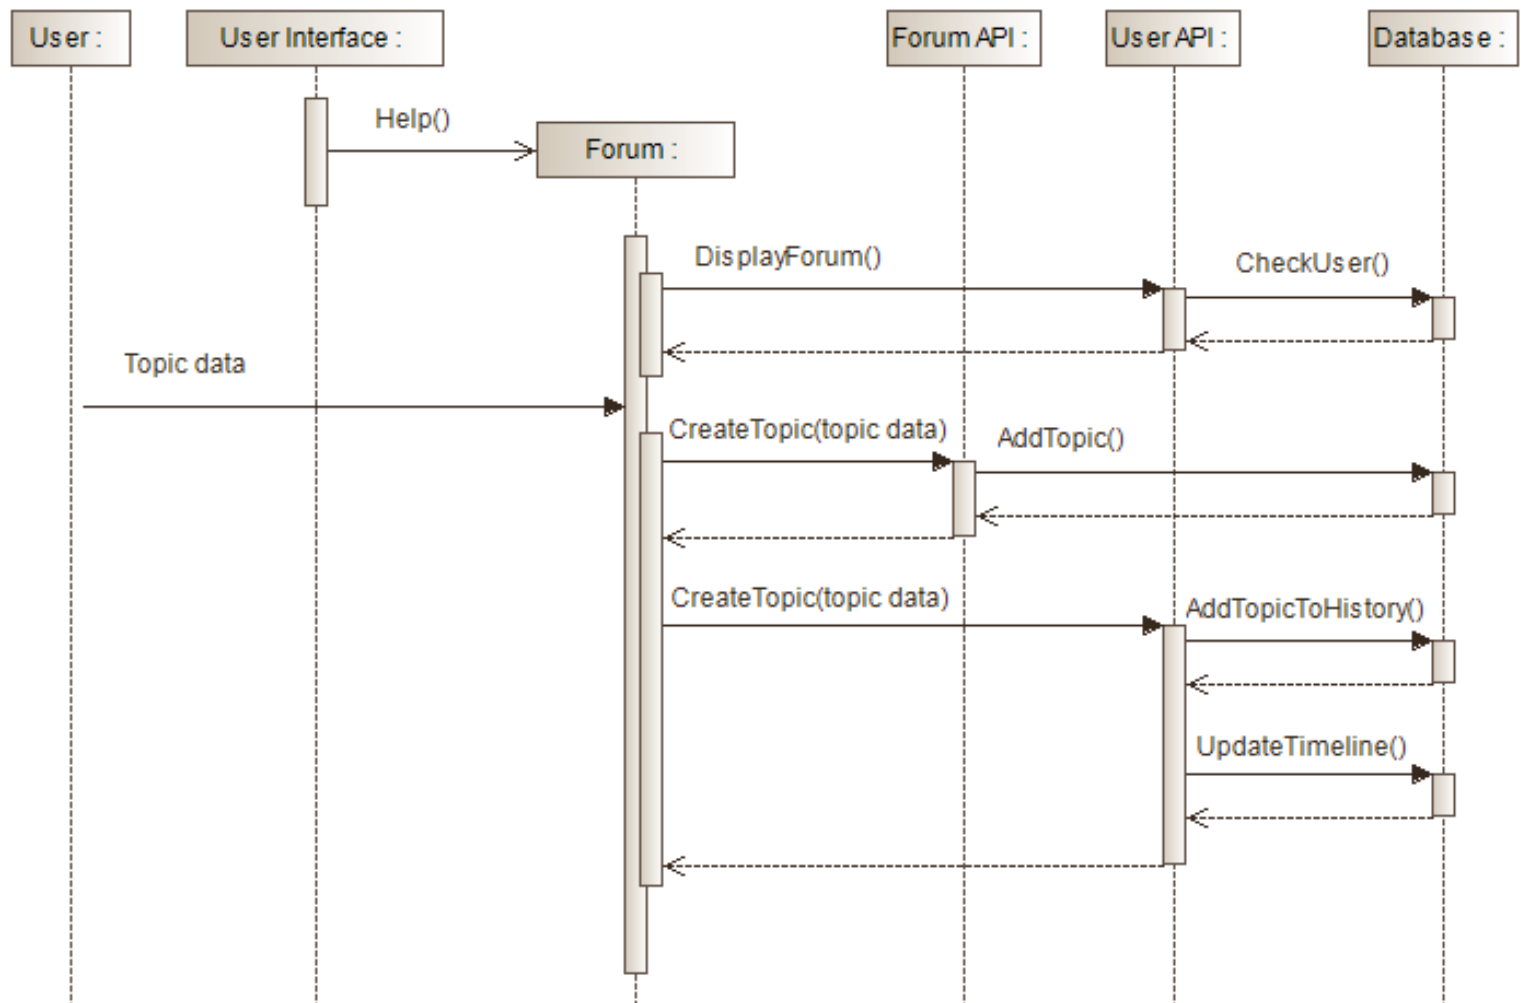 User :
User Interface :
Forum API :
User API :
Database :
Help()
Forum :
DisplayForum()
CheckUser()
Topic data
CreateTopic(topic data)
AddTopic()
CreateTopic(topic data)
AddTopicToHistory()
UpdateTimeline()